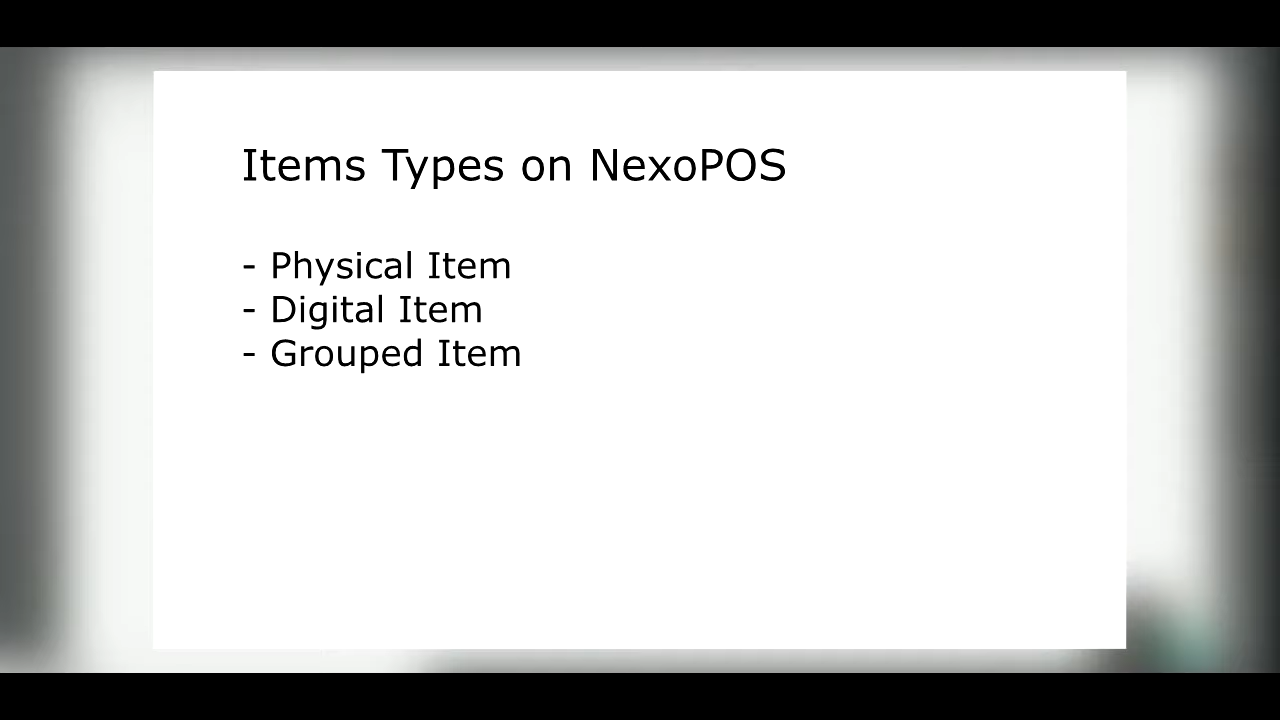 Items Types on NexoPOS
- Physical Item
- Digital Item
- Grouped Item